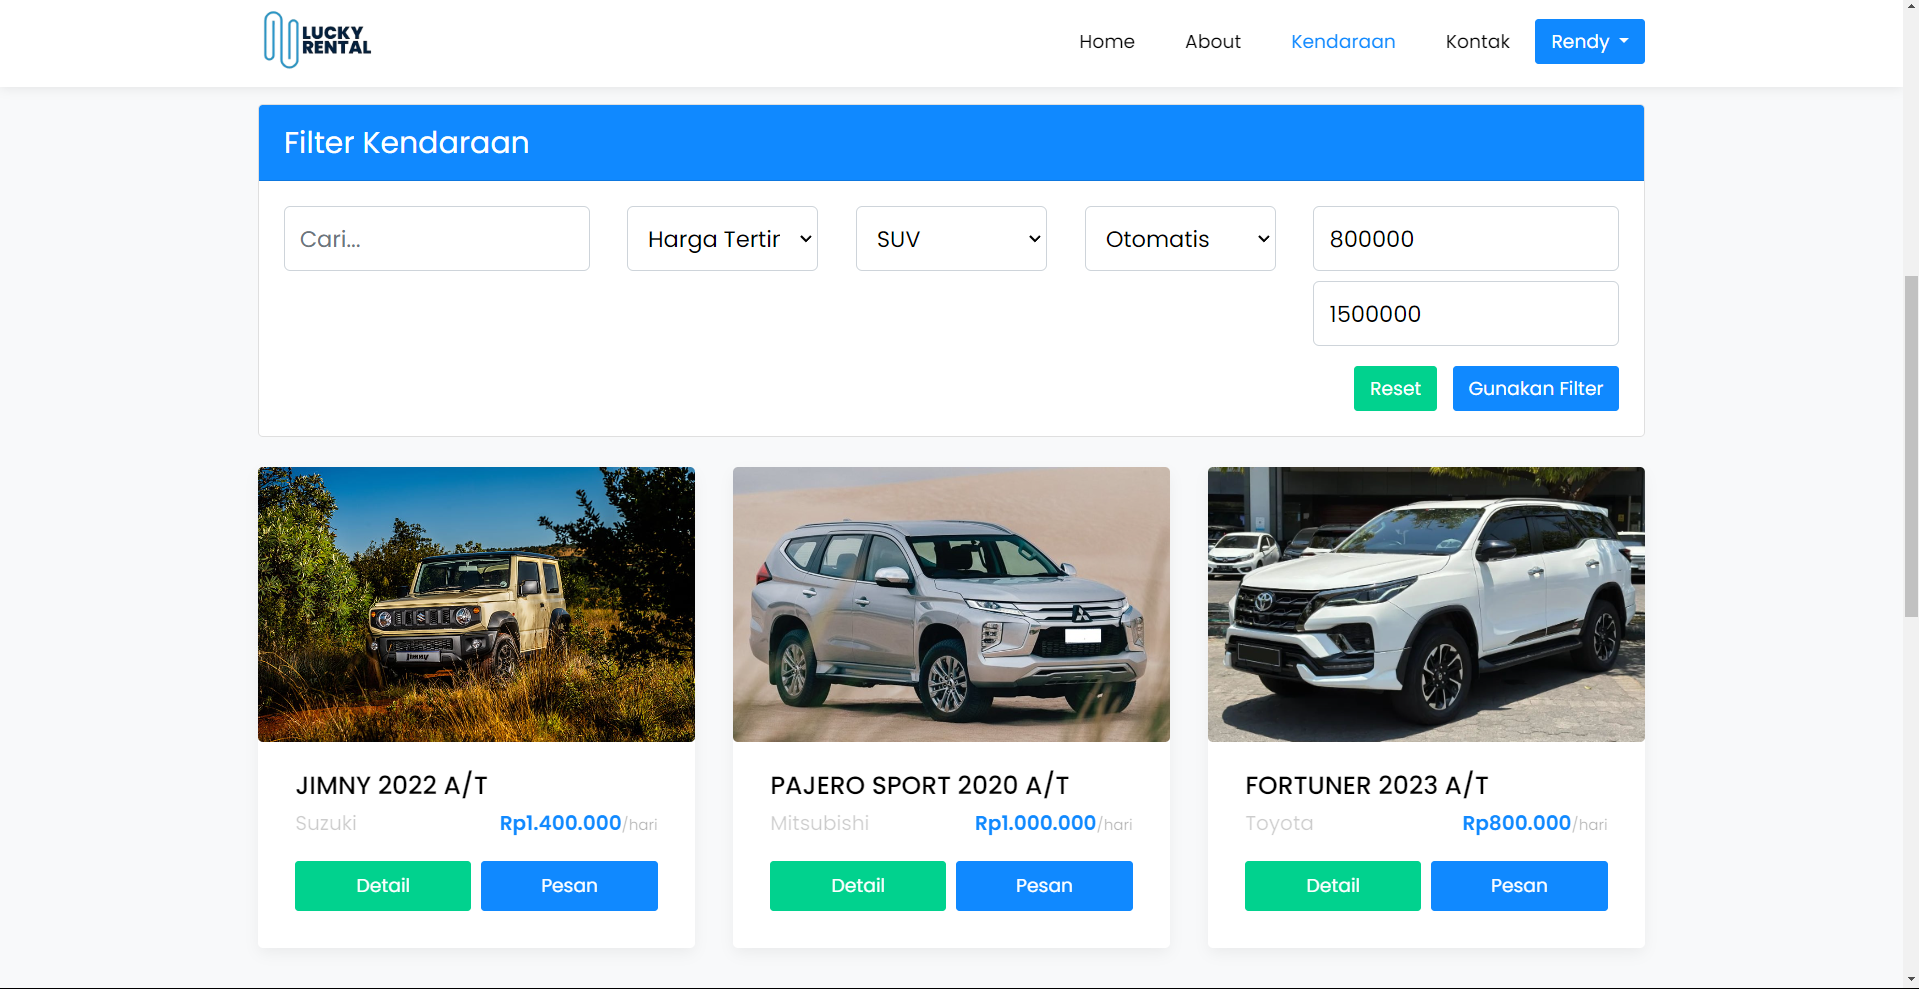 LUCKY
RENTAL
Home
About
Kendaraan
Kontak
Rendy
Filter Kendaraan
Cari...
Harga Tertir
SUV
Otomatis
800000
1500000
Reset
Gunakan Filter
JIMNY
JIMNY 2022 A/T
Suzuki
Rp1.400.000/hari
Detail
Pesan
PAJERO SPORT 2020 A/T
Mitsubishi
Rp1.000.000/hari
Detail
Pesan
FORTUNER 2023 A/T
Toyota
Rp800.000/hari
Detail
Pesan